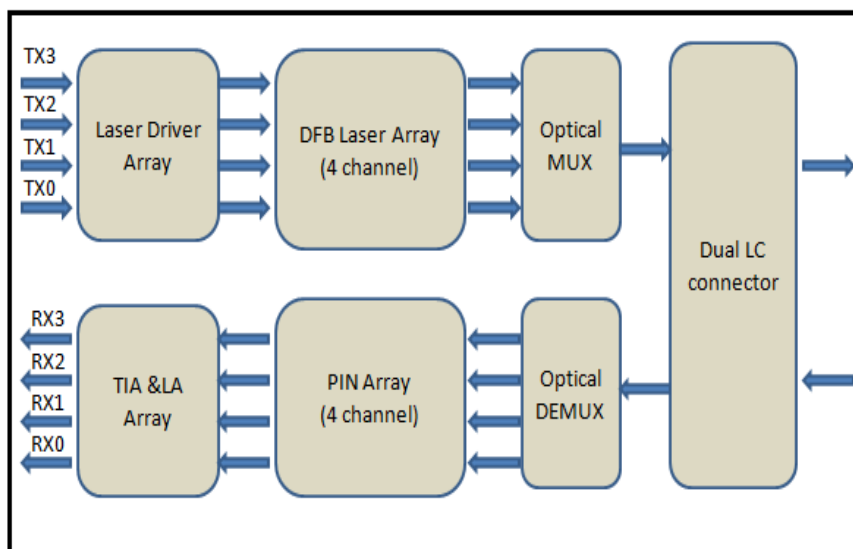 TX3
TX2
TX1
TX0
Laser Driver
Array
DFB Laser Array
(4 channel)
Optical
MUX
Dual LC
connector
RX3
RX2
RX1
RX0
TIA &LA
Array
PIN Array
(4 channel)
Optical
DEMUX